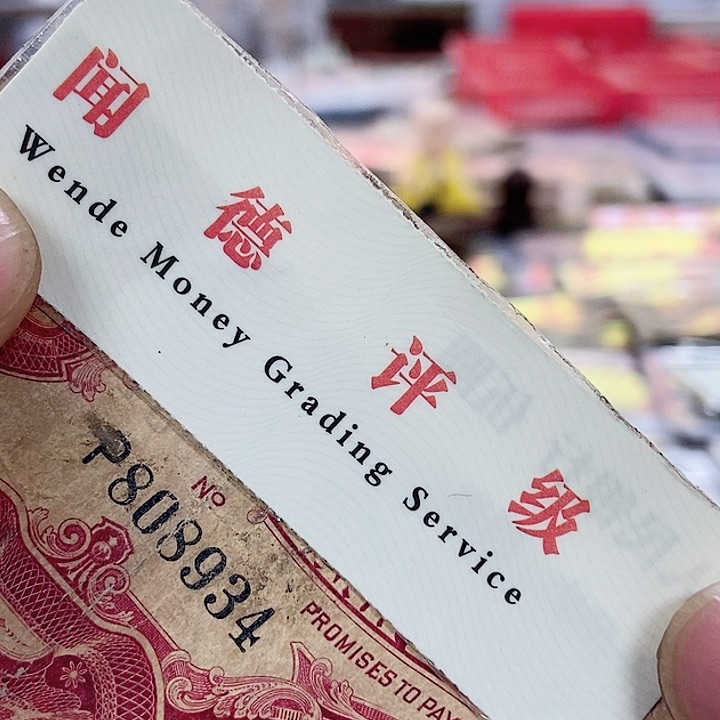 闻德评级
Wende Money Grading Service
Nº
P808934
PROMISES TO PAY